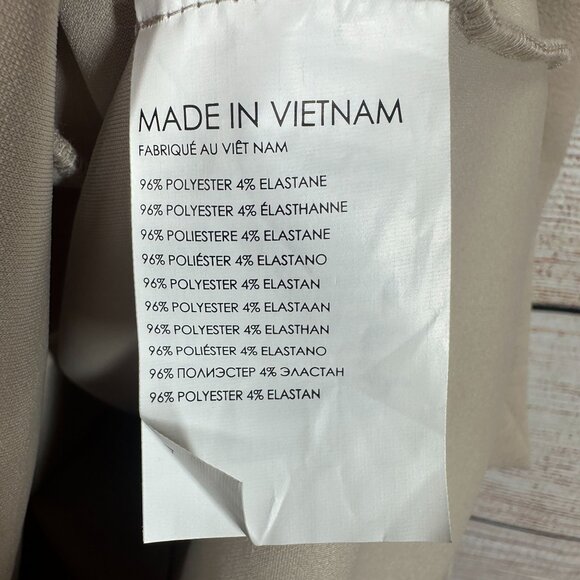 MADE IN VIETNAM
FABRIQUÉ AU VIÊT NAM
96% POLYESTER 4% ELASTANE
96% POLYESTER 4% ÉLASTHANNE
96% POLIESTERE 4% ELASTANE
96% POLIÉSTER 4% ELASTANO
96% POLYESTER 4% ELASTAN
96% POLYESTER 4% ELASTAAN
96% POLYESTER 4% ELASTHAN
96% POLIÉSTER 4% ELASTANO
96% ПОЛИЭСТЕР 4% ЭЛАСТАН
96% POLYESTER 4% ELASTAN